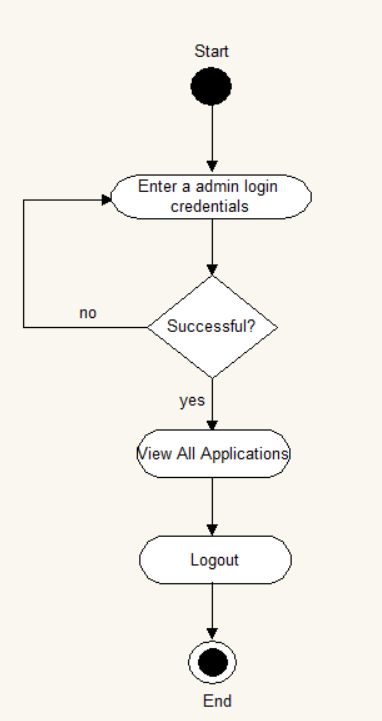 Start
Enter a admin login
credentials
Successful?
no
yes
View All Applications
Logout
End